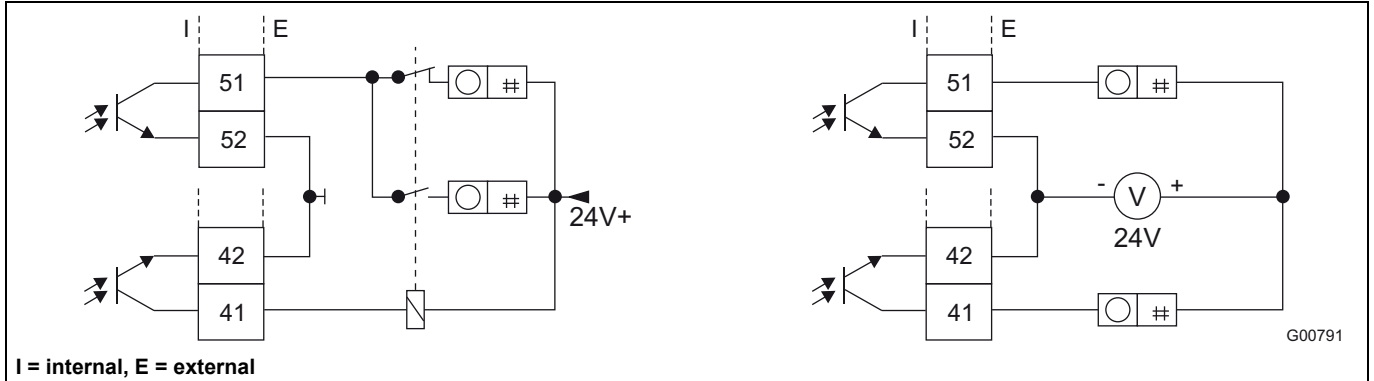 I E I E
51 # 51 #
52 52
# - V +
24V+ 24V
42 42
41 41 #
G00791
I = internal, E = external